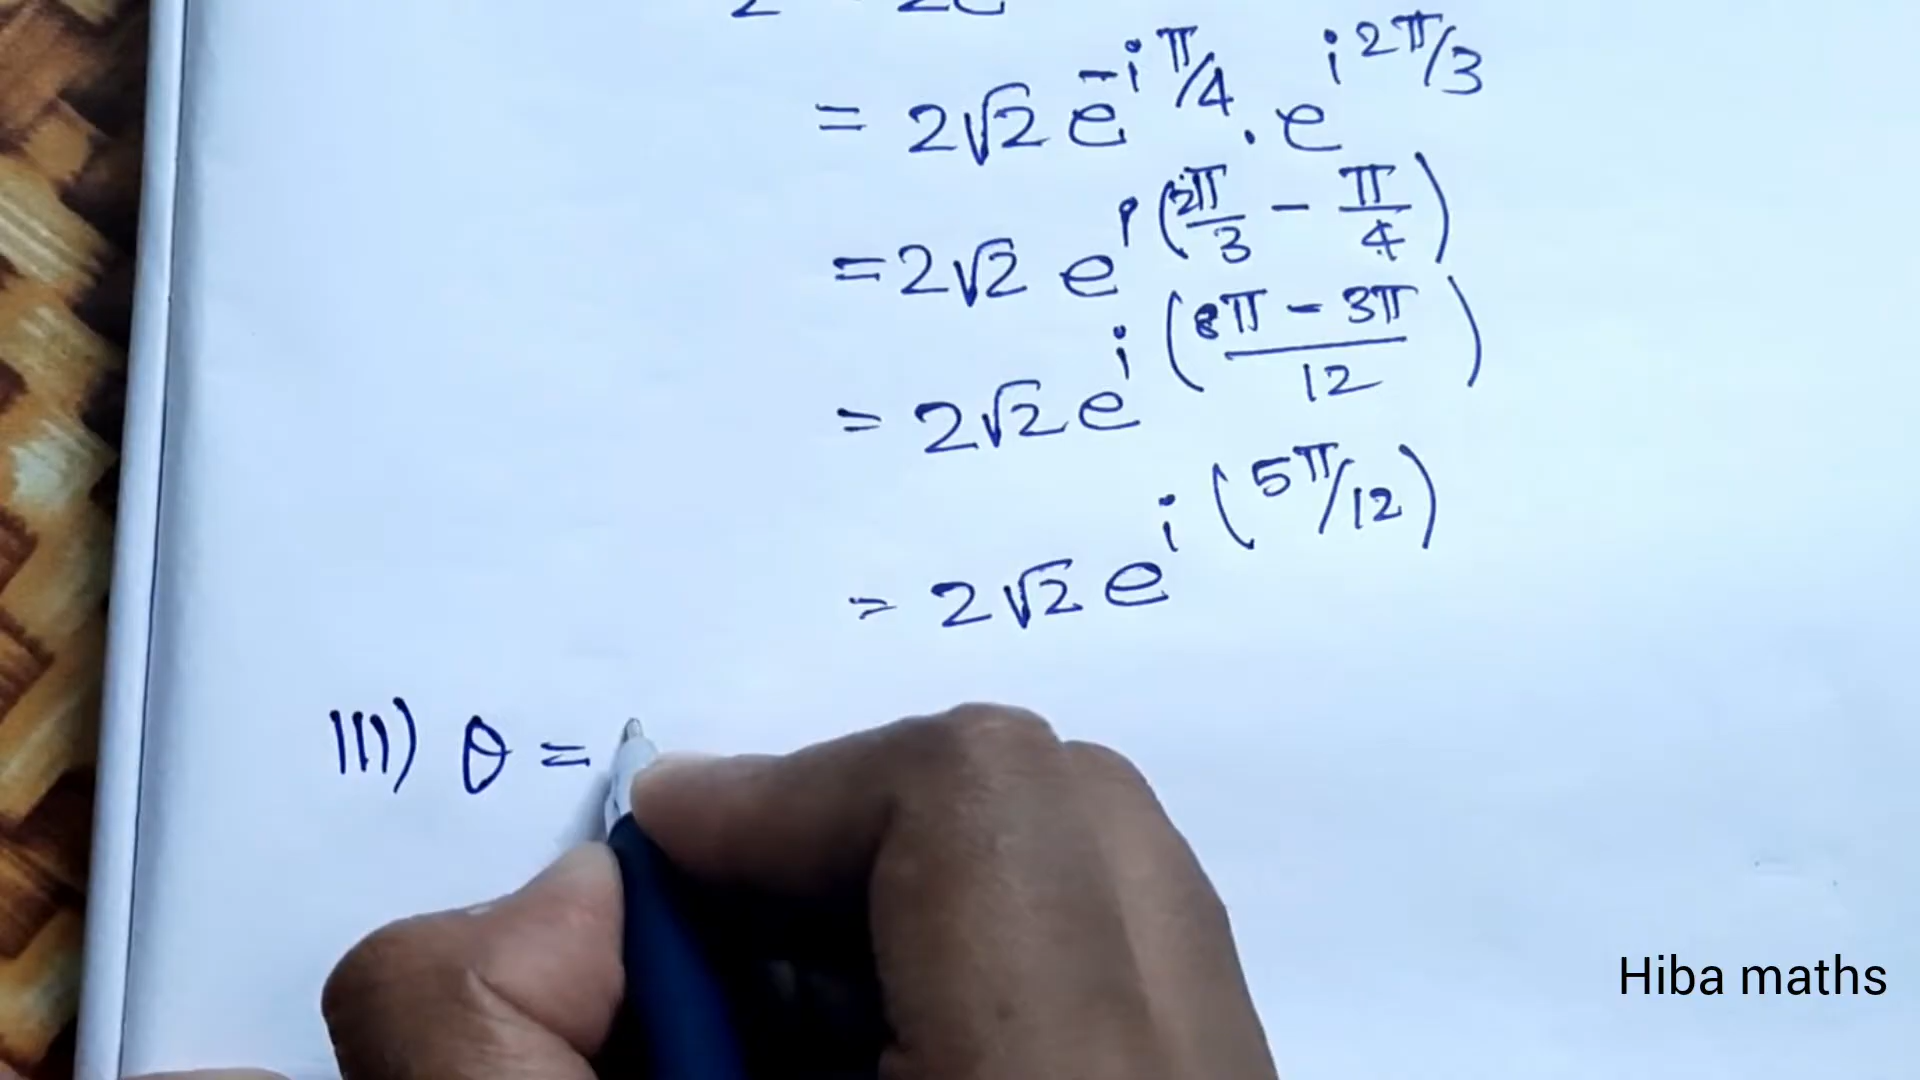 = 2√2 e^{-iπ/4} . e^{i2π/3}
= 2√2 e^{i(2π/3 - π/4)}
= 2√2 e^{i(8π - 3π/12)}
= 2√2 e^{i(5π/12)}
III) θ =
Hiba maths